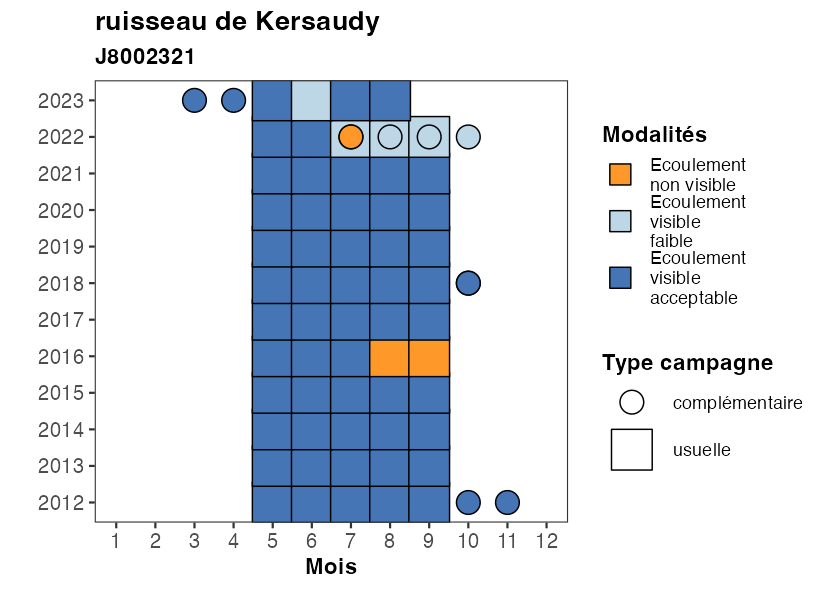 ruisseau de Kersaudy
J8002321
2023
2022
2021
2020
2019
2018
2017
2016
2015
2014
2013
2012
1 2 3 4 5 6 7 8 9 10 11 12
Mois
Modalités
Ecoulement
non visible
Ecoulement
visible
faible
Ecoulement
visible
acceptable
Type campagne
complémentaire
usuelle